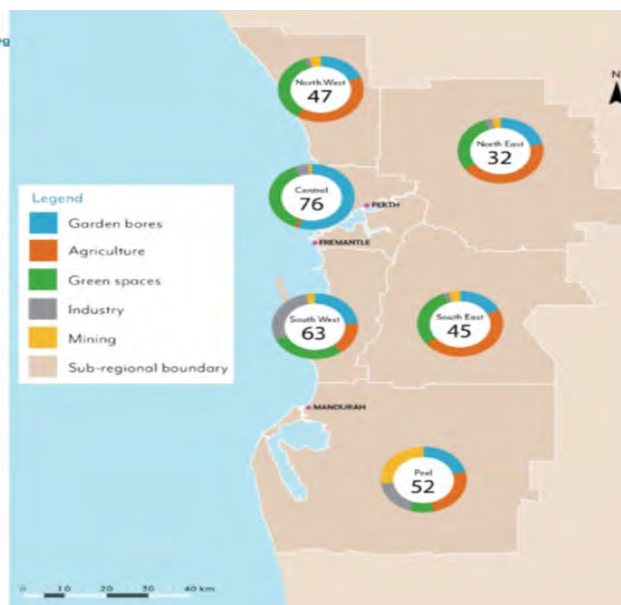 N
North West
47
North East
32
Central
76
PERTH
FREMANTLE
Legend
Garden bores
Agriculture
Green spaces
Industry
Mining
Sub-regional boundary
South West
63
South East
45
MANDURAH
Peel
52
0 10 20 30 40 km